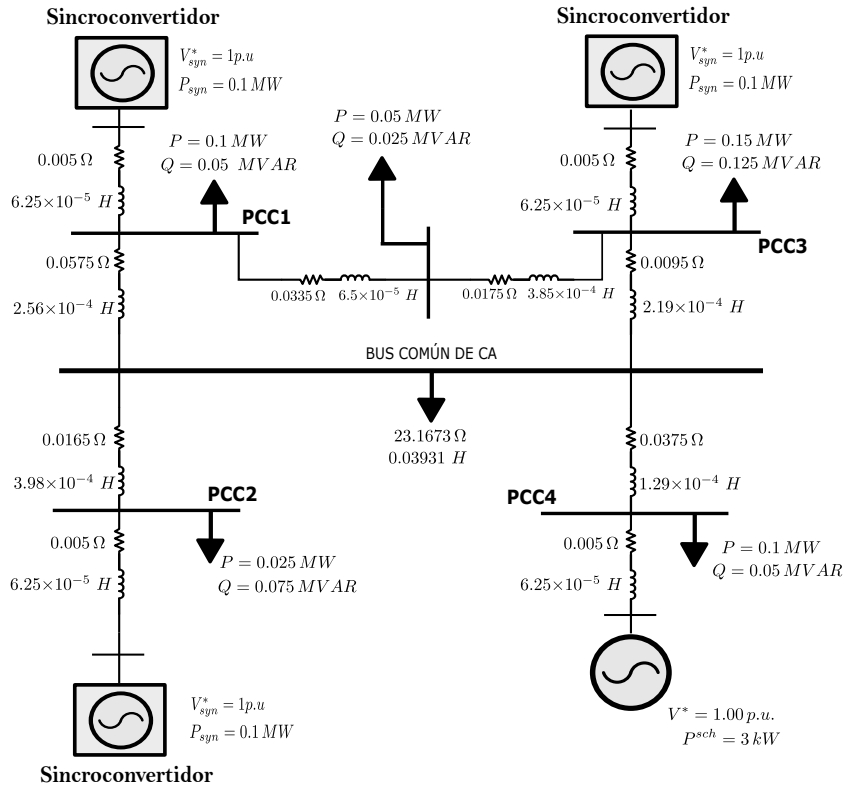 Sincroconvertidor
V*syn = 1p.u
Psyn = 0.1 MW
Sincroconvertidor
V*syn = 1p.u
Psyn = 0.1 MW
P = 0.05 MW
Q = 0.025 MVAR
P = 0.1 MW
Q = 0.05 MVAR
P = 0.15 MW
Q = 0.125 MVAR
0.005 Ω
6.25×10⁻⁵ H
0.005 Ω
6.25×10⁻⁵ H
PCC1
PCC3
0.0575 Ω
2.56×10⁻⁴ H
0.0335 Ω
6.5×10⁻⁵ H
0.0175 Ω
3.85×10⁻⁴ H
0.0095 Ω
2.19×10⁻⁴ H
BUS COMÚN DE CA
23.1673 Ω
0.03931 H
0.0165 Ω
3.98×10⁻⁴ H
0.0375 Ω
1.29×10⁻⁴ H
PCC2
PCC4
0.005 Ω
6.25×10⁻⁵ H
P = 0.025 MW
Q = 0.075 MVAR
0.005 Ω
6.25×10⁻⁵ H
P = 0.1 MW
Q = 0.05 MVAR
V*syn = 1p.u
Psyn = 0.1 MW
Sincroconvertidor
V* = 1.00 p.u.
Psch = 3 kW